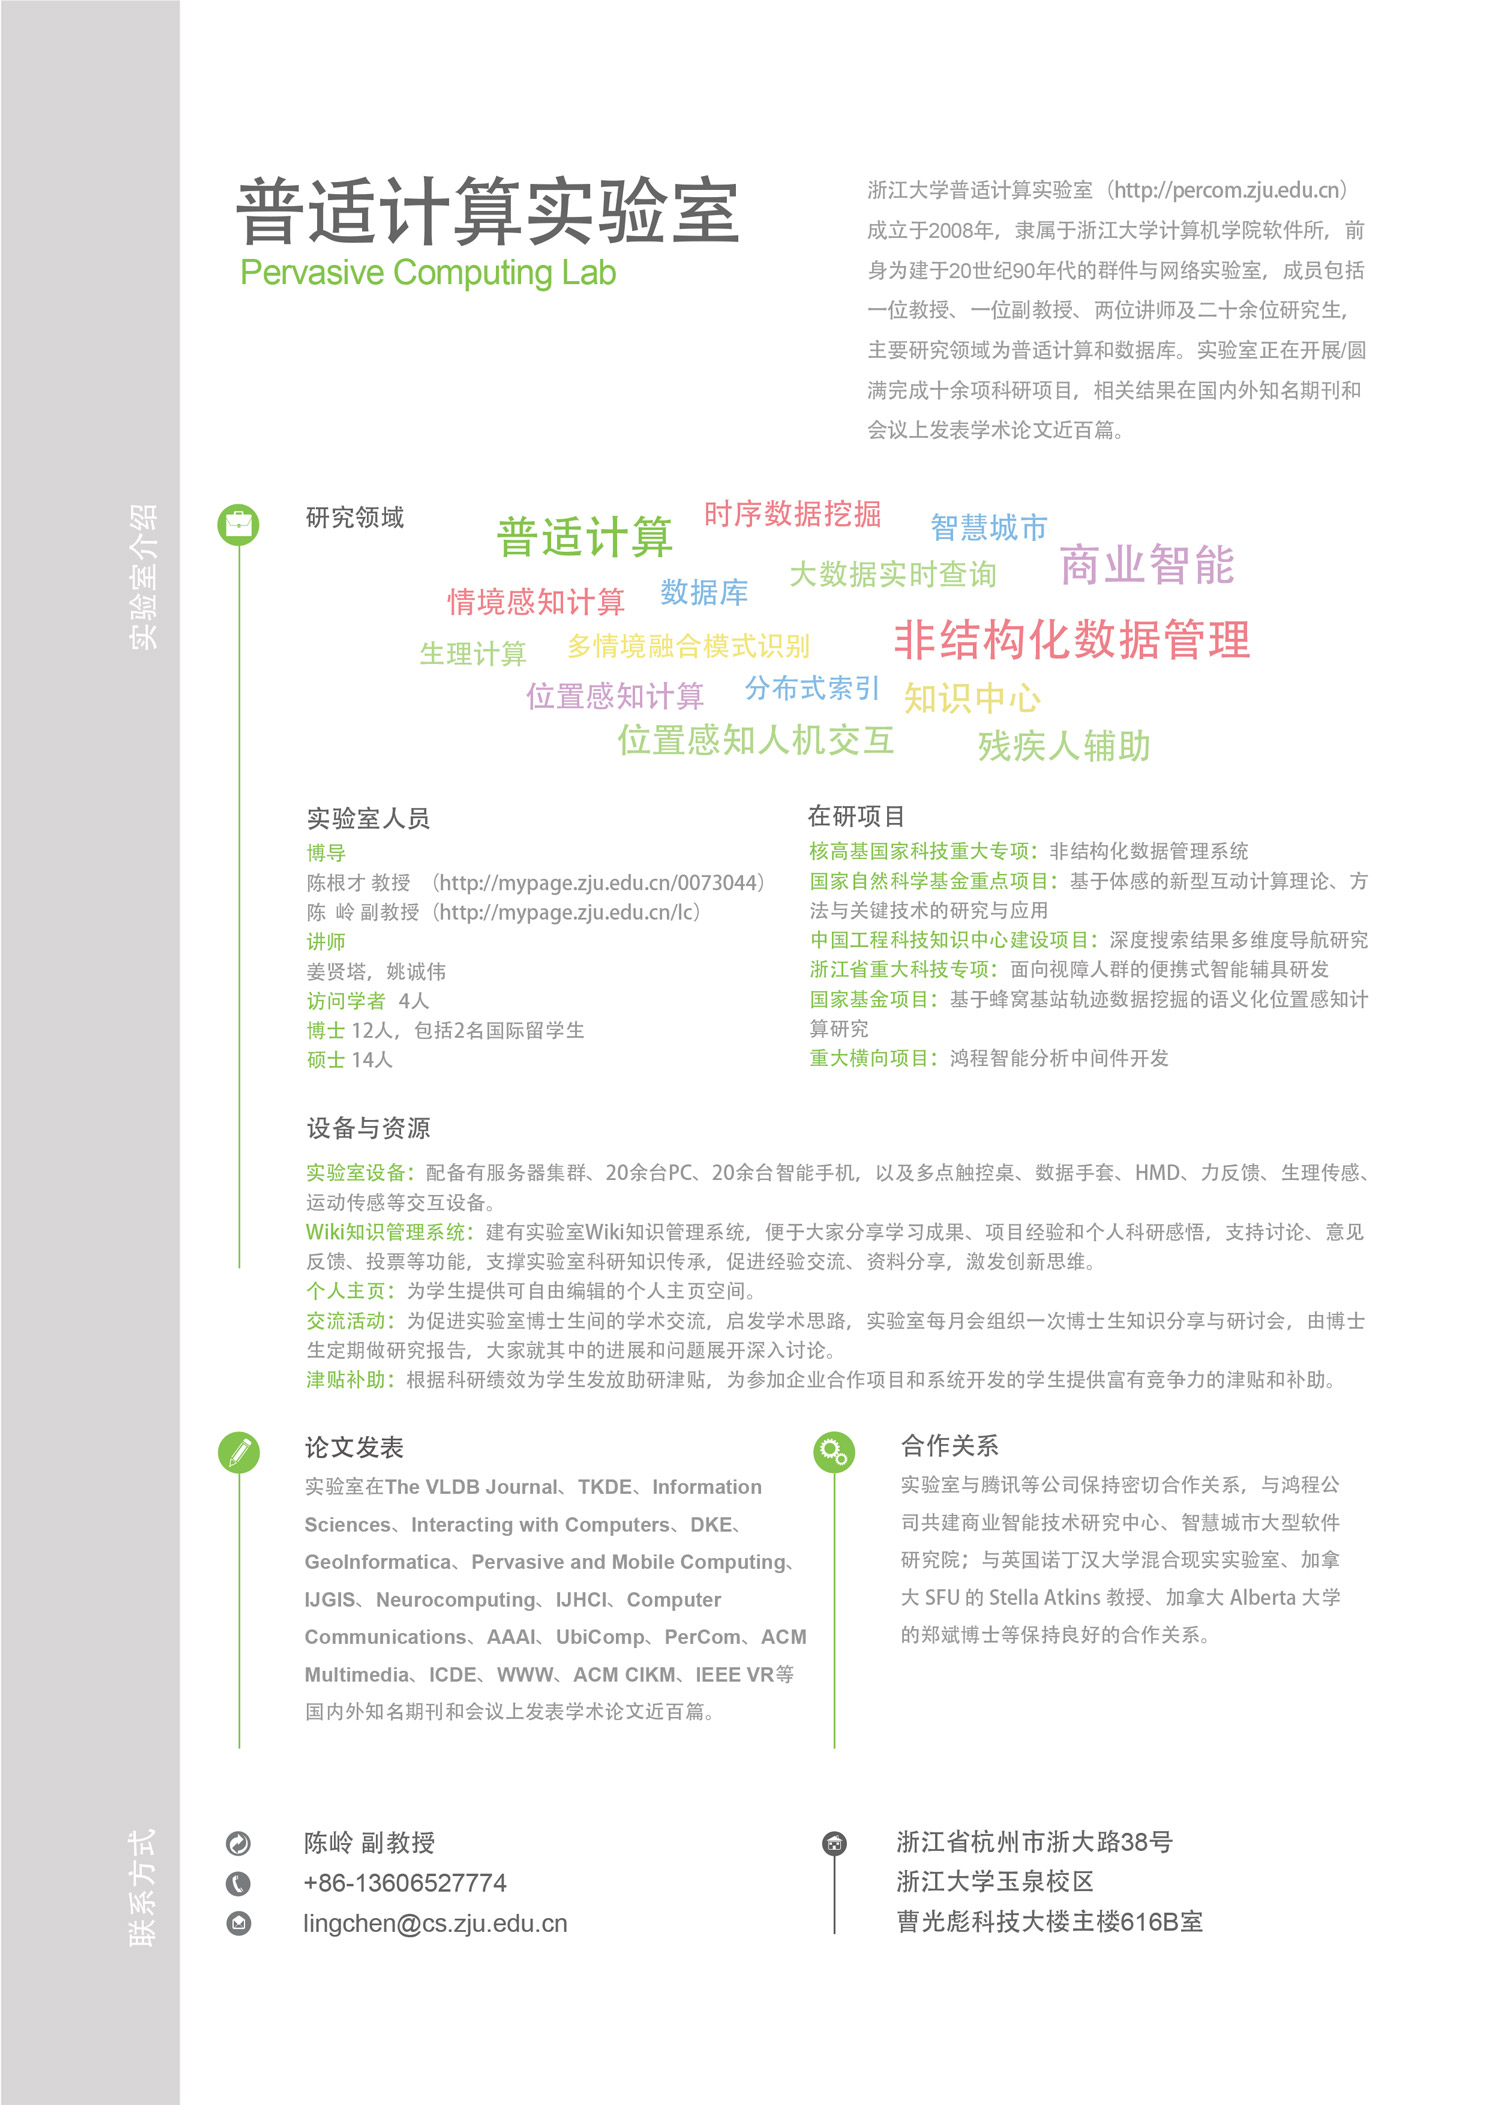 普适计算实验室
Pervasive Computing Lab
浙江大学普适计算实验室（http://percom.zju.edu.cn）
成立于2008年，隶属于浙江大学计算机学院软件所，前
身为建于20世纪90年代的群件与网络实验室，成员包括
一位教授、一位副教授、两位讲师及二十余位研究生，
主要研究领域为普适计算和数据库。实验室正在开展/圆
满完成十余项科研项目，相关结果在国内外知名期刊和
会议上发表学术论文近百篇。
实验室介绍
研究领域
普适计算
时序数据挖掘
智慧城市
商业智能
大数据实时查询
情境感知计算
数据库
非结构化数据管理
生理计算
多情境融合模式识别
位置感知计算
分布式索引
知识中心
位置感知人机交互
残疾人辅助
实验室人员
博导
陈根才 教授 （http://mypage.zju.edu.cn/0073044）
陈 岭 副教授（http://mypage.zju.edu.cn/lc）
讲师
姜贤塔，姚诚伟
访问学者 4人
博士 12人，包括2名国际留学生
硕士 14人
在研项目
核高基国家科技重大专项：非结构化数据管理系统
国家自然科学基金重点项目：基于体感的新型互动计算理论、方
法与关键技术的研究与应用
中国工程科技知识中心建设项目：深度搜索结果多维度导航研究
浙江省重大科技专项：面向视障人群的便携式智能辅具研发
国家基金项目：基于蜂窝基站轨迹数据挖掘的语义化位置感知计
算研究
重大横向项目：鸿程智能分析中间件开发
设备与资源
实验室设备：配备有服务器集群、20余台PC、20余台智能手机，以及多点触控桌、数据手套、HMD、力反馈、生理传感、
运动传感等交互设备。
Wiki知识管理系统：建有实验室Wiki知识管理系统，便于大家分享学习成果、项目经验和个人科研感悟，支持讨论、意见
反馈、投票等功能，支撑实验室科研知识传承，促进经验交流、资料分享，激发创新思维。
个人主页：为学生提供可自由编辑的个人主页空间。
交流活动：为促进实验室博士生间的学术交流，启发学术思路，实验室每月会组织一次博士生知识分享与研讨会，由博士
生定期做研究报告，大家就其中的进展和问题展开深入讨论。
津贴补助：根据科研绩效为学生发放助研津贴，为参加企业合作项目和系统开发的学生提供富有竞争力的津贴和补助。
论文发表
实验室在The VLDB Journal、TKDE、Information
Sciences、Interacting with Computers、DKE、
GeoInformatica、Pervasive and Mobile Computing、
IJGIS、Neurocomputing、IJHCI、Computer
Communications、AAAI、UbiComp、PerCom、ACM
Multimedia、ICDE、WWW、ACM CIKM、IEEE VR等
国内外知名期刊和会议上发表学术论文近百篇。
合作关系
实验室与腾讯等公司保持密切合作关系，与鸿程公
司共建商业智能技术研究中心、智慧城市大型软件
研究院；与英国诺丁汉大学混合现实实验室、加拿
大 SFU 的 Stella Atkins 教授、加拿大 Alberta 大学
的郑斌博士等保持良好的合作关系。
联系方式
陈岭 副教授
+86-13606527774
lingchen@cs.zju.edu.cn
浙江省杭州市浙大路38号
浙江大学玉泉校区
曹光彪科技大楼主楼616B室